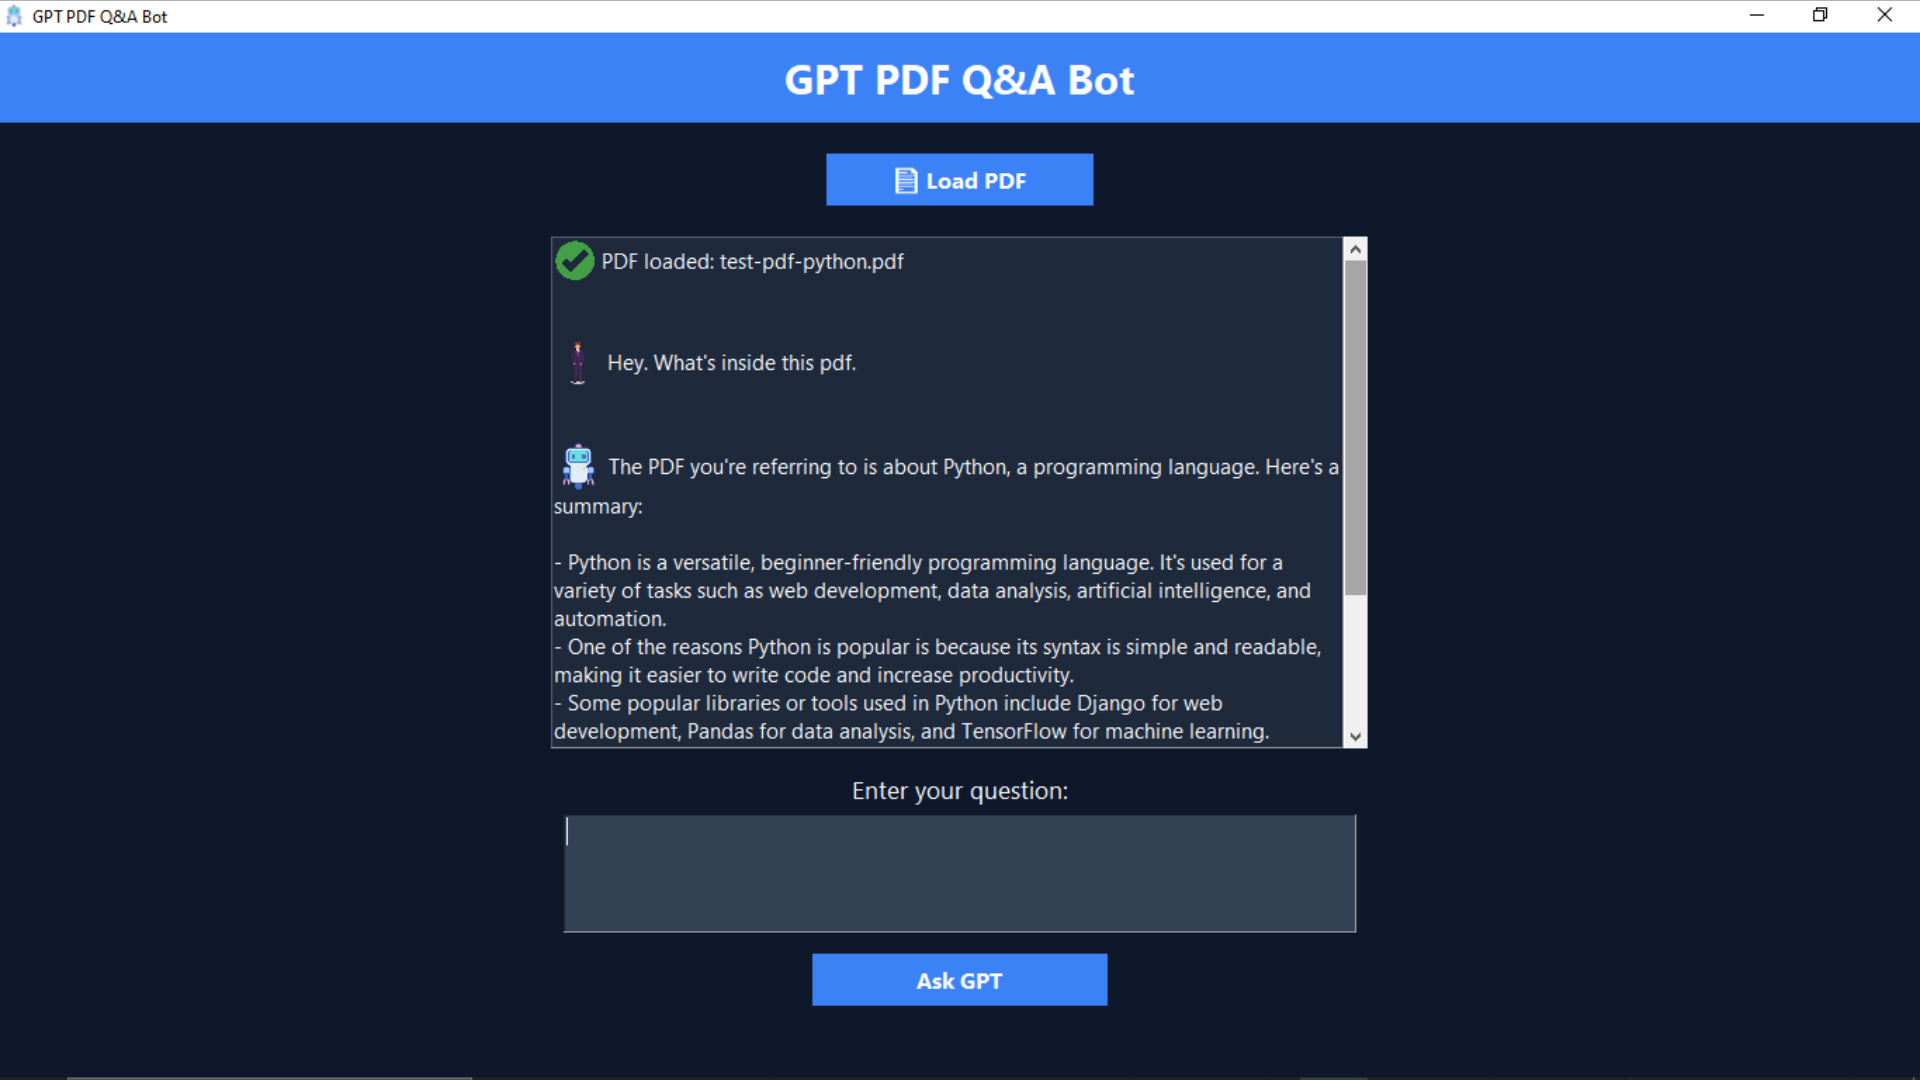 GPT PDF Q&A Bot
GPT PDF Q&A Bot
Load PDF
PDF loaded: test-pdf-python.pdf
Hey. What's inside this pdf.
The PDF you're referring to is about Python, a programming language. Here's a
summary:
- Python is a versatile, beginner-friendly programming language. It's used for a
variety of tasks such as web development, data analysis, artificial intelligence, and
automation.
- One of the reasons Python is popular is because its syntax is simple and readable,
making it easier to write code and increase productivity.
- Some popular libraries or tools used in Python include Django for web
development, Pandas for data analysis, and TensorFlow for machine learning.
Enter your question:
Ask GPT